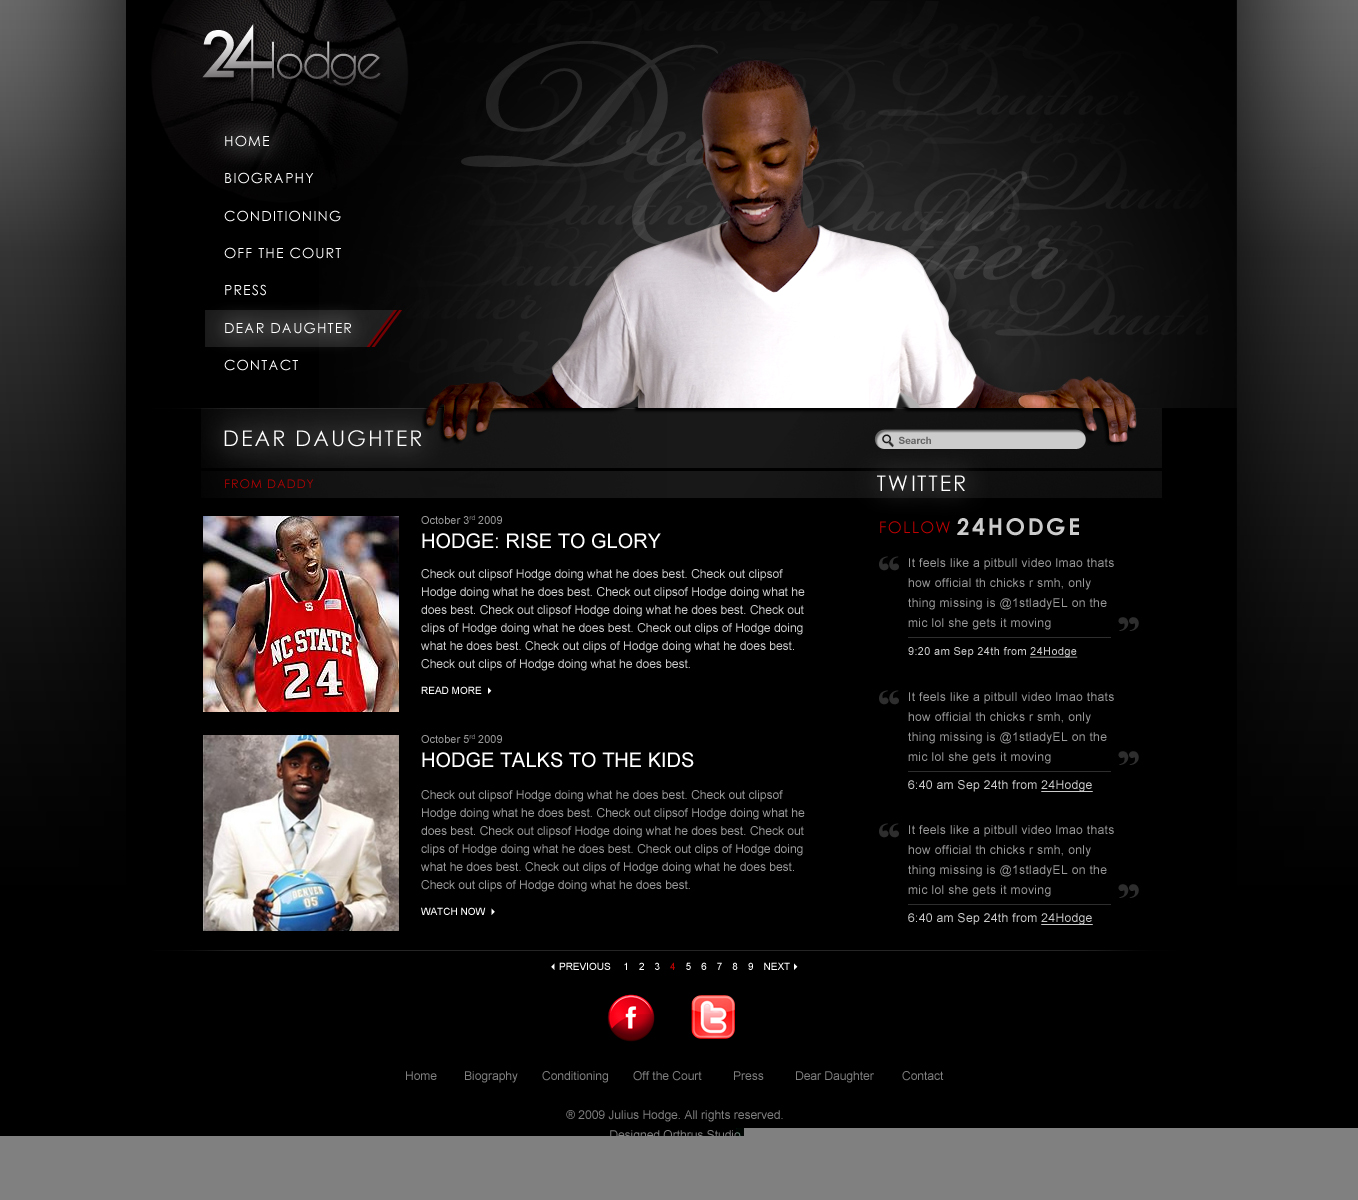 24Hodge
HOME
BIOGRAPHY
CONDITIONING
OFF THE COURT
PRESS
DEAR DAUGHTER
CONTACT
Dear
Dauther
DEAR DAUGHTER
Search
FROM DADDY
TWITTER
October 3rd 2009
HODGE: RISE TO GLORY
Check out clipsof Hodge doing what he does best. Check out clipsof
Hodge doing what he does best. Check out clipsof Hodge doing what he
does best. Check out clipsof Hodge doing what he does best. Check out
clips of Hodge doing what he does best. Check out clips of Hodge doing
what he does best. Check out clips of Hodge doing what he does best.
Check out clips of Hodge doing what he does best.
READ MORE
NC STATE
24
October 5rd 2009
HODGE TALKS TO THE KIDS
Check out clipsof Hodge doing what he does best. Check out clipsof
Hodge doing what he does best. Check out clipsof Hodge doing what he
does best. Check out clipsof Hodge doing what he does best. Check out
clips of Hodge doing what he does best. Check out clips of Hodge doing
what he does best. Check out clips of Hodge doing what he does best.
Check out clips of Hodge doing what he does best.
WATCH NOW
DENVER
05
FOLLOW 24HODGE
“ It feels like a pitbull video lmao thats
how official th chicks r smh, only
thing missing is @1stladyEL on the
mic lol she gets it moving ”
9:20 am Sep 24th from 24Hodge
“ It feels like a pitbull video lmao thats
how official th chicks r smh, only
thing missing is @1stladyEL on the
mic lol she gets it moving ”
6:40 am Sep 24th from 24Hodge
“ It feels like a pitbull video lmao thats
how official th chicks r smh, only
thing missing is @1stladyEL on the
mic lol she gets it moving ”
6:40 am Sep 24th from 24Hodge
PREVIOUS 1 2 3 4 5 6 7 8 9 NEXT
f t
Home Biography Conditioning Off the Court Press Dear Daughter Contact
® 2009 Julius Hodge. All rights reserved.
Designed Orthrus Studio